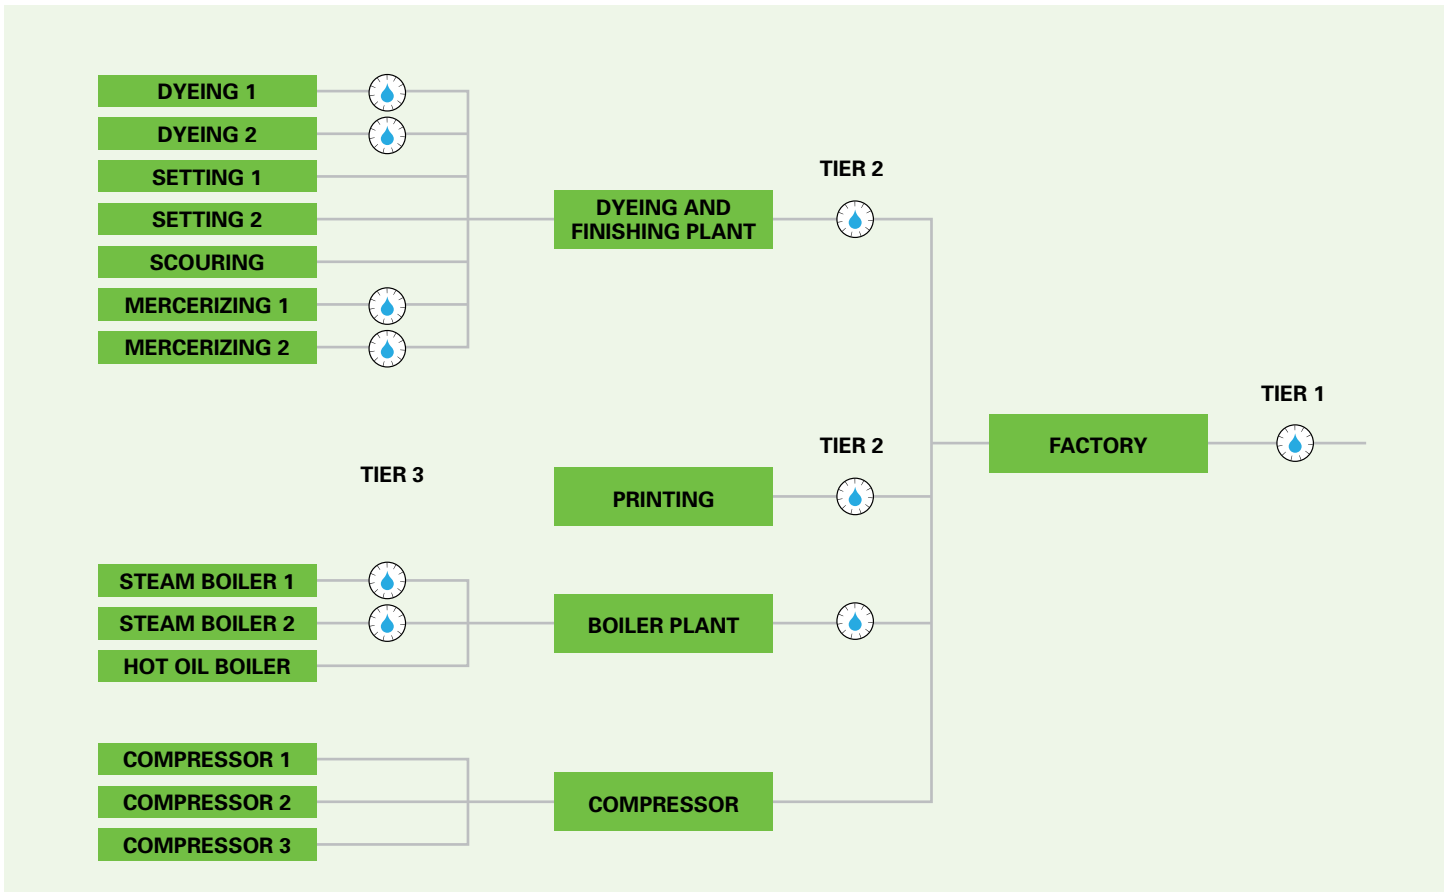 DYEING 1
DYEING 2
SETTING 1
SETTING 2
SCOURING
MERCERIZING 1
MERCERIZING 2
TIER 2
DYEING AND
FINISHING PLANT
TIER 1
FACTORY
TIER 2
PRINTING
TIER 3
STEAM BOILER 1
STEAM BOILER 2
HOT OIL BOILER
BOILER PLANT
COMPRESSOR 1
COMPRESSOR 2
COMPRESSOR 3
COMPRESSOR